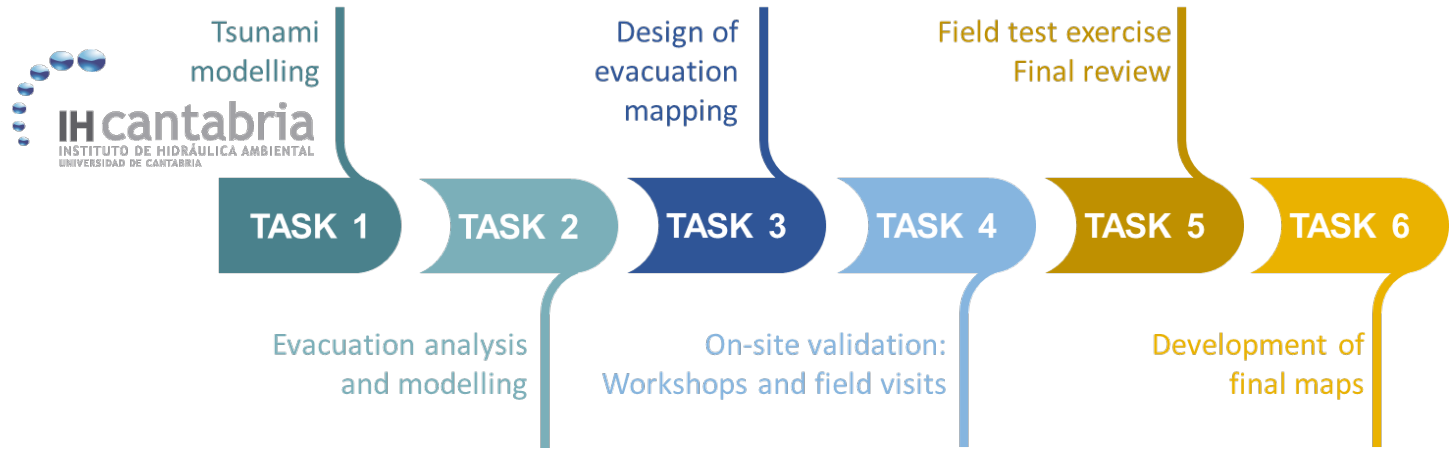 Tsunami
modelling
Design of
evacuation
mapping
Field test exercise
Final review
IHcantabria
INSTITUTO DE HIDRÁULICA AMBIENTAL
UNIVERSIDAD DE CANTABRIA
TASK 1
TASK 2
TASK 3
TASK 4
TASK 5
TASK 6
Evacuation analysis
and modelling
On-site validation:
Workshops and field visits
Development of
final maps